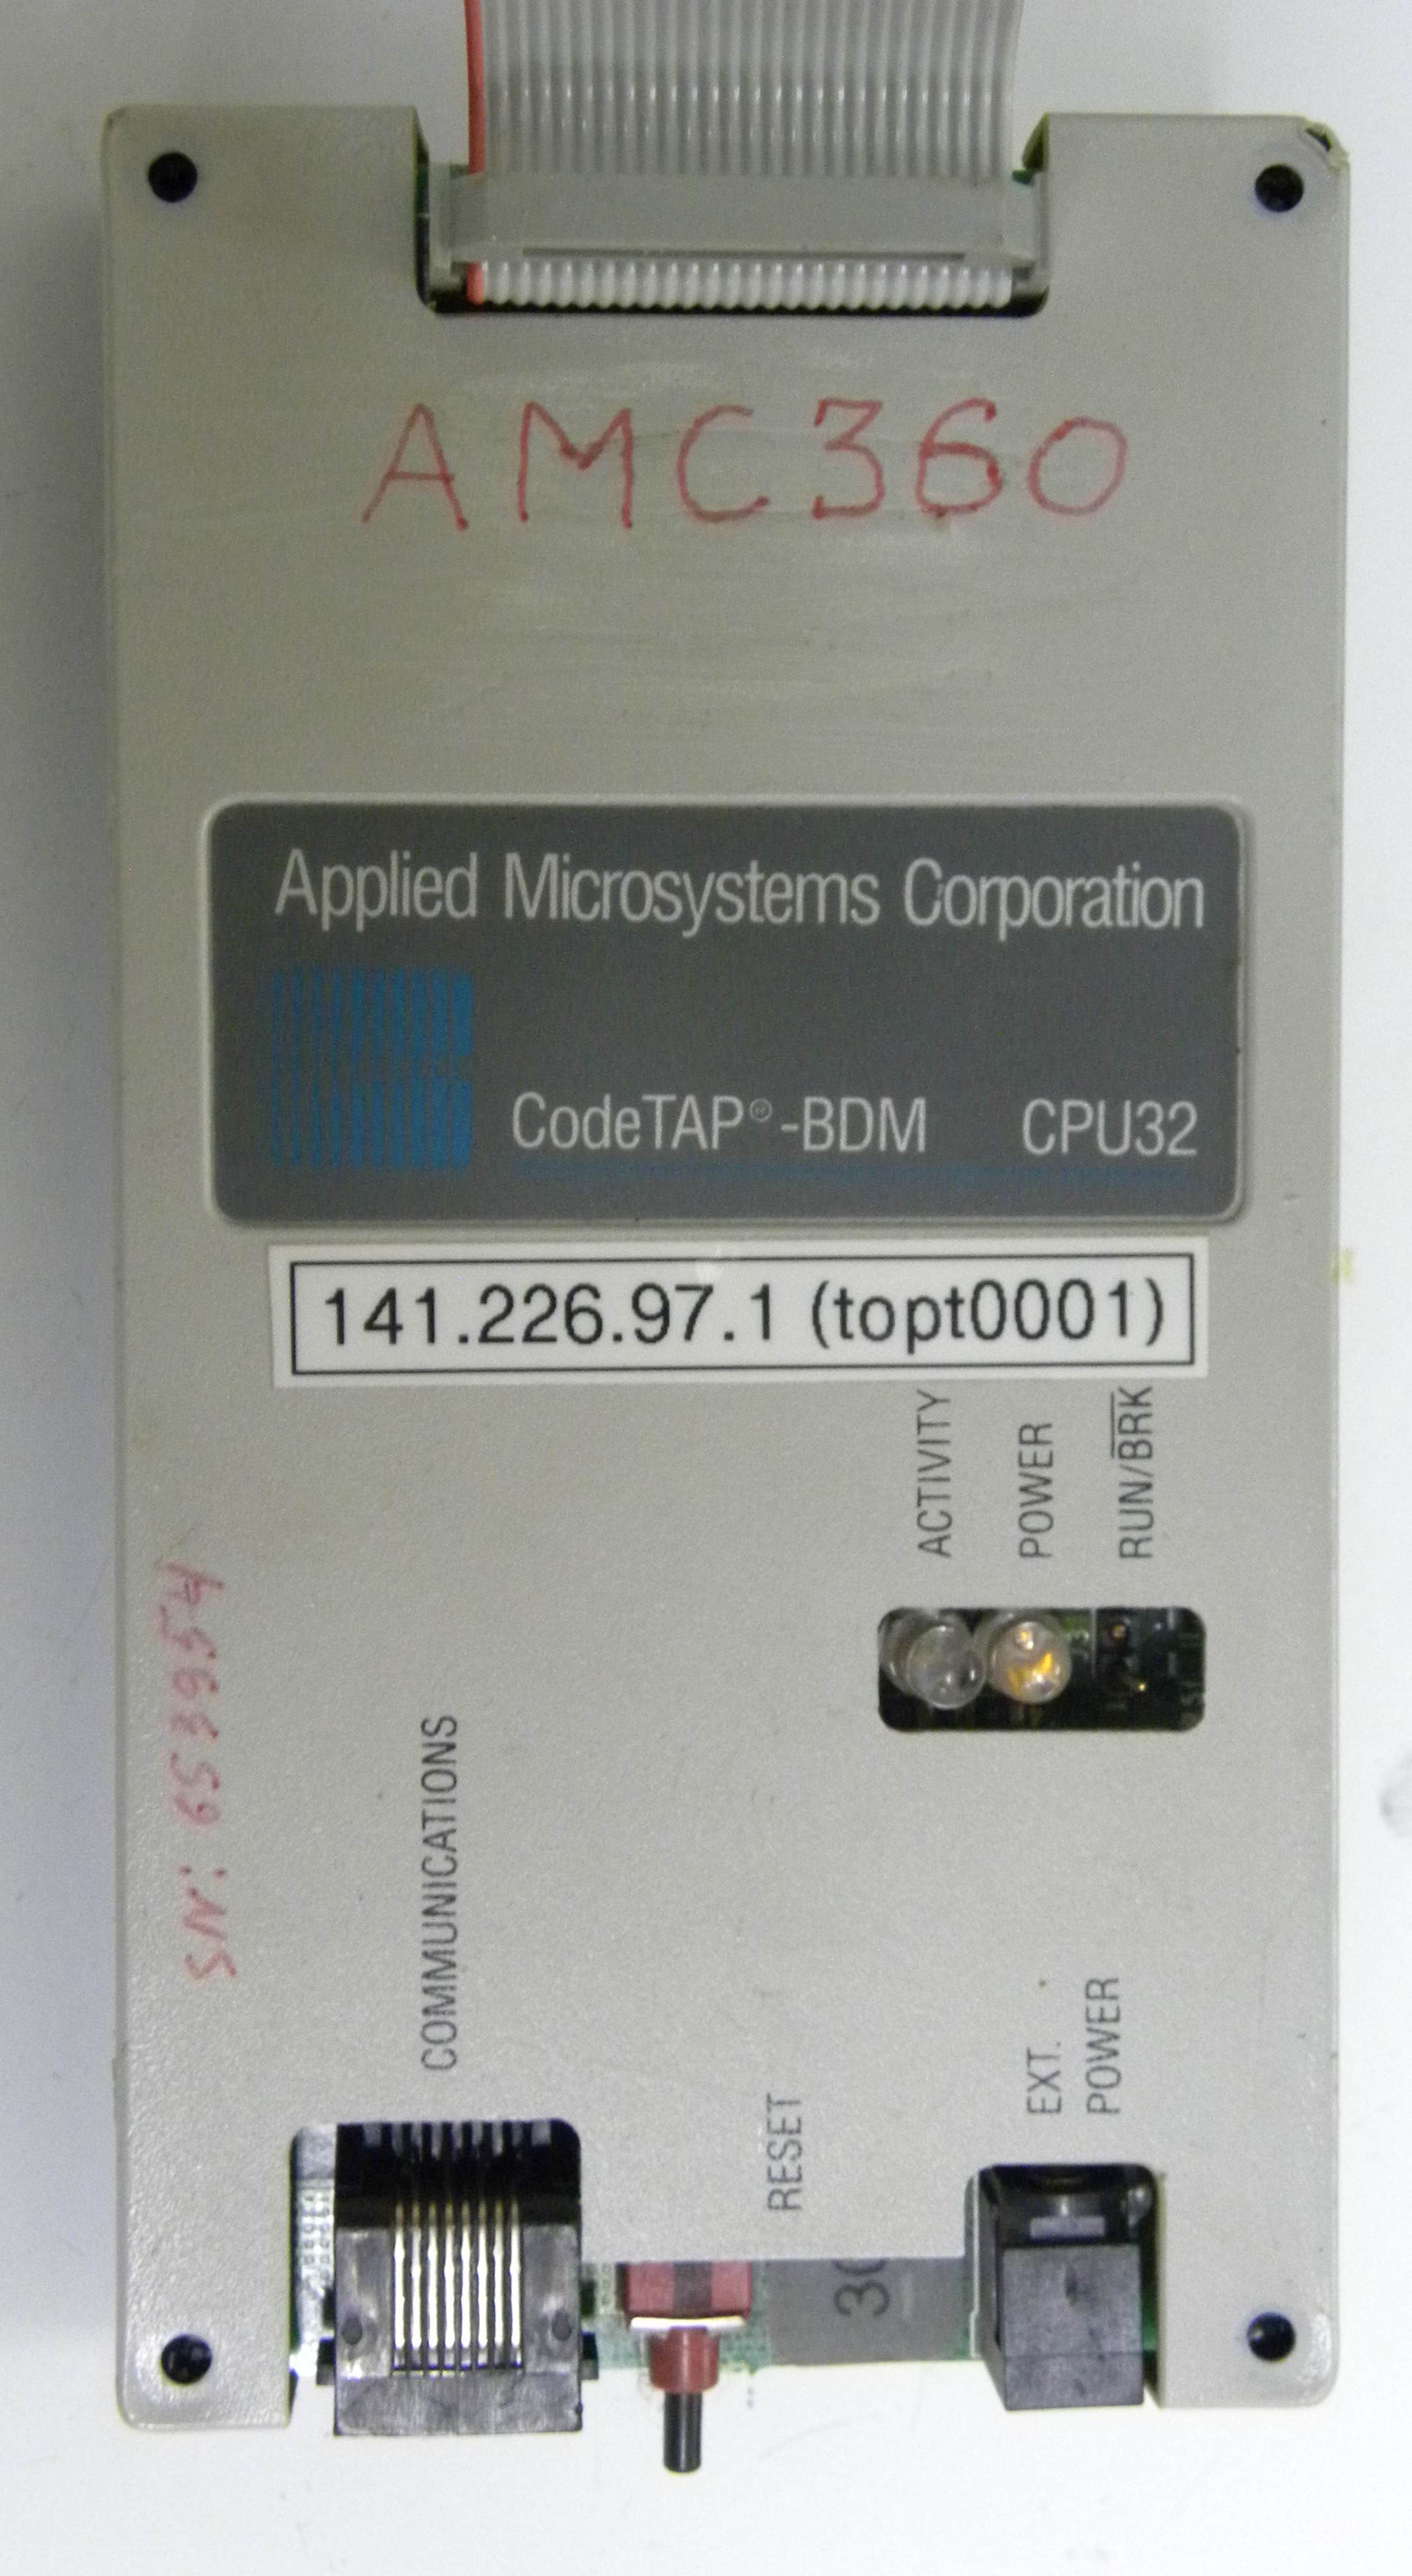 AMC360
Applied Microsystems Corporation
CodeTAP®-BDM CPU32
141.226.97.1 (topt0001)
ACTIVITY
POWER
RUN/BRK
SN: 653954
COMMUNICATIONS
RESET
EXT.
POWER